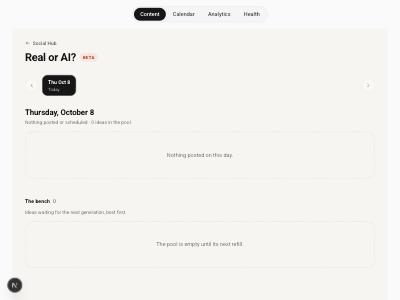 Content Calendar Analytics Health
← Social Hub
Real or AI? BETA
Thu Oct 8
Today
Thursday, October 8
Nothing posted or scheduled · 0 ideas in the pool
Nothing posted on this day.
The bench 0
Ideas waiting for the next generation, best first.
The pool is empty until its next refill.
N